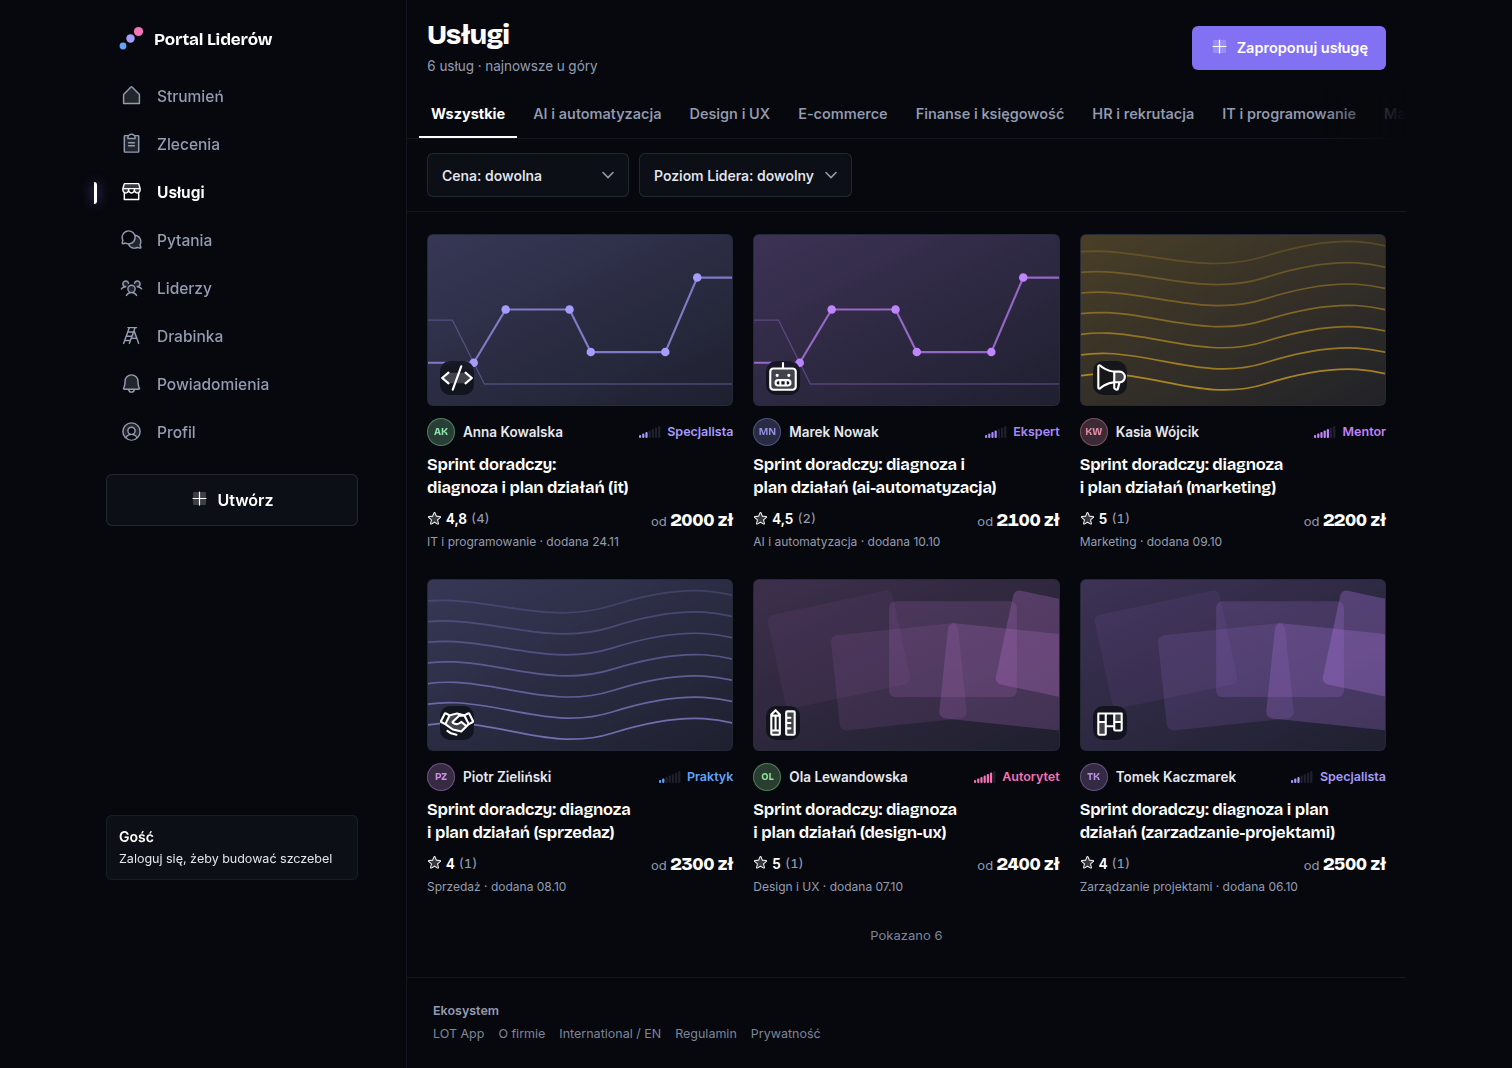 Portal Liderów
Strumień
Zlecenia
Usługi
Pytania
Liderzy
Drabinka
Powiadomienia
Profil
Utwórz
Gość
Zaloguj się, żeby budować szczebel
Usługi
6 usług · najnowsze u góry
Zaproponuj usługę
Wszystkie AI i automatyzacja Design i UX E-commerce Finanse i księgowość HR i rekrutacja IT i programowanie
Cena: dowolna Poziom Lidera: dowolny
AK Anna Kowalska Specjalista
Sprint doradczy:
diagnoza i plan działań (it)
4,8 (4) od 2000 zł
IT i programowanie · dodana 24.11
MN Marek Nowak Ekspert
Sprint doradczy: diagnoza i
plan działań (ai-automatyzacja)
4,5 (2) od 2100 zł
AI i automatyzacja · dodana 10.10
KW Kasia Wójcik Mentor
Sprint doradczy: diagnoza
i plan działań (marketing)
5 (1) od 2200 zł
Marketing · dodana 09.10
PZ Piotr Zieliński Praktyk
Sprint doradczy: diagnoza
i plan działań (sprzedaz)
4 (1) od 2300 zł
Sprzedaż · dodana 08.10
OL Ola Lewandowska Autorytet
Sprint doradczy: diagnoza
i plan działań (design-ux)
5 (1) od 2400 zł
Design i UX · dodana 07.10
TK Tomek Kaczmarek Specjalista
Sprint doradczy: diagnoza i plan
działań (zarzadzanie-projektami)
4 (1) od 2500 zł
Zarządzanie projektami · dodana 06.10
Pokazano 6
Ekosystem
LOT App O firmie International / EN Regulamin Prywatność